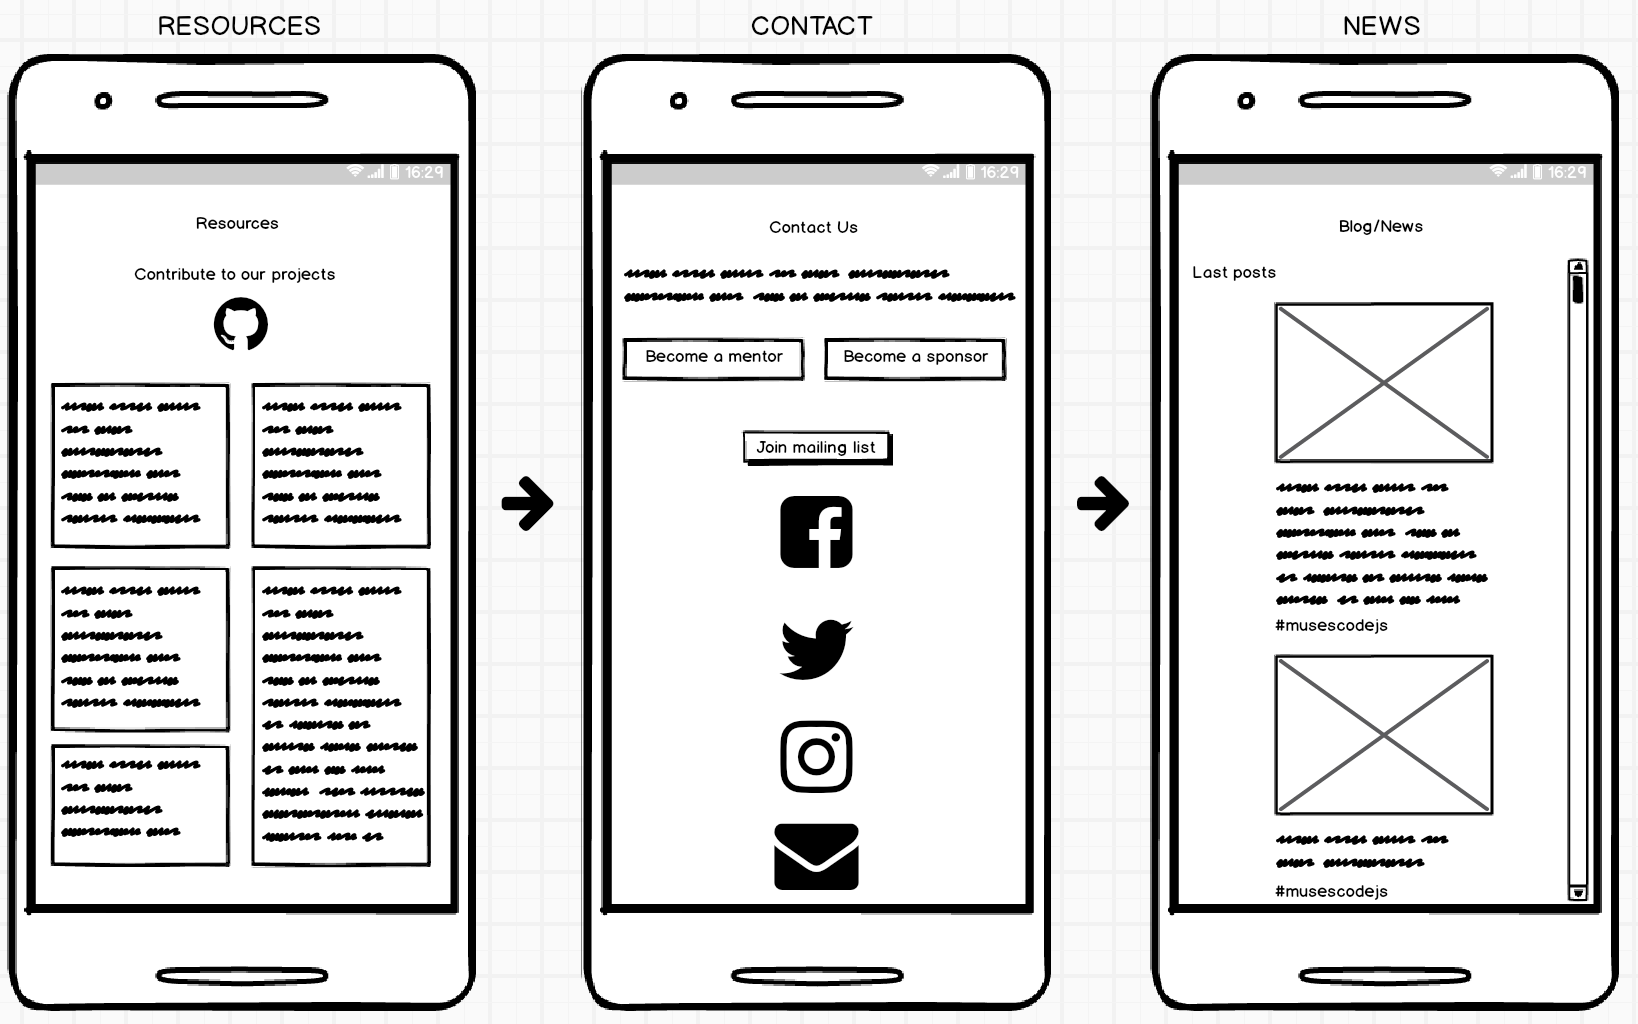 RESOURCES
16:29
Resources
Contribute to our projects
CONTACT
16:29
Contact Us
Become a mentor
Become a sponsor
Join mailing list
NEWS
16:29
Blog/News
Last posts
#musescodejs
#musescodejs